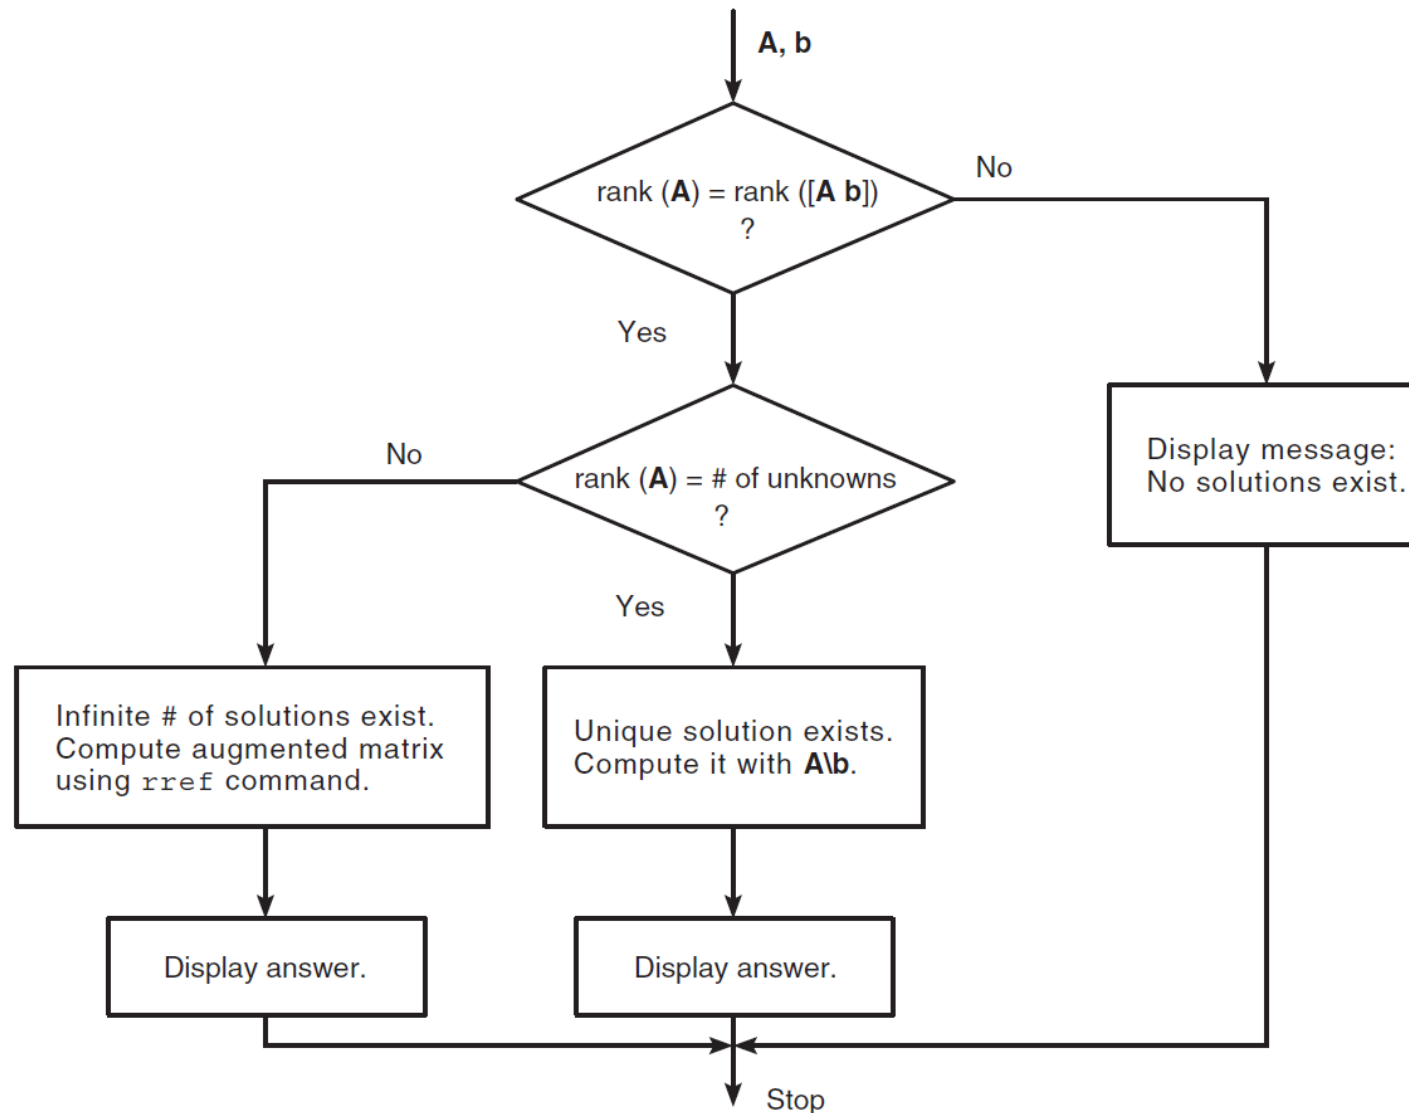 A, b
rank (A) = rank ([A b])
?
No
Yes
rank (A) = # of unknowns
?
No
Yes
Display message:
No solutions exist.
Infinite # of solutions exist.
Compute augmented matrix
using rref command.
Unique solution exists.
Compute it with A\b.
Display answer.
Display answer.
Stop